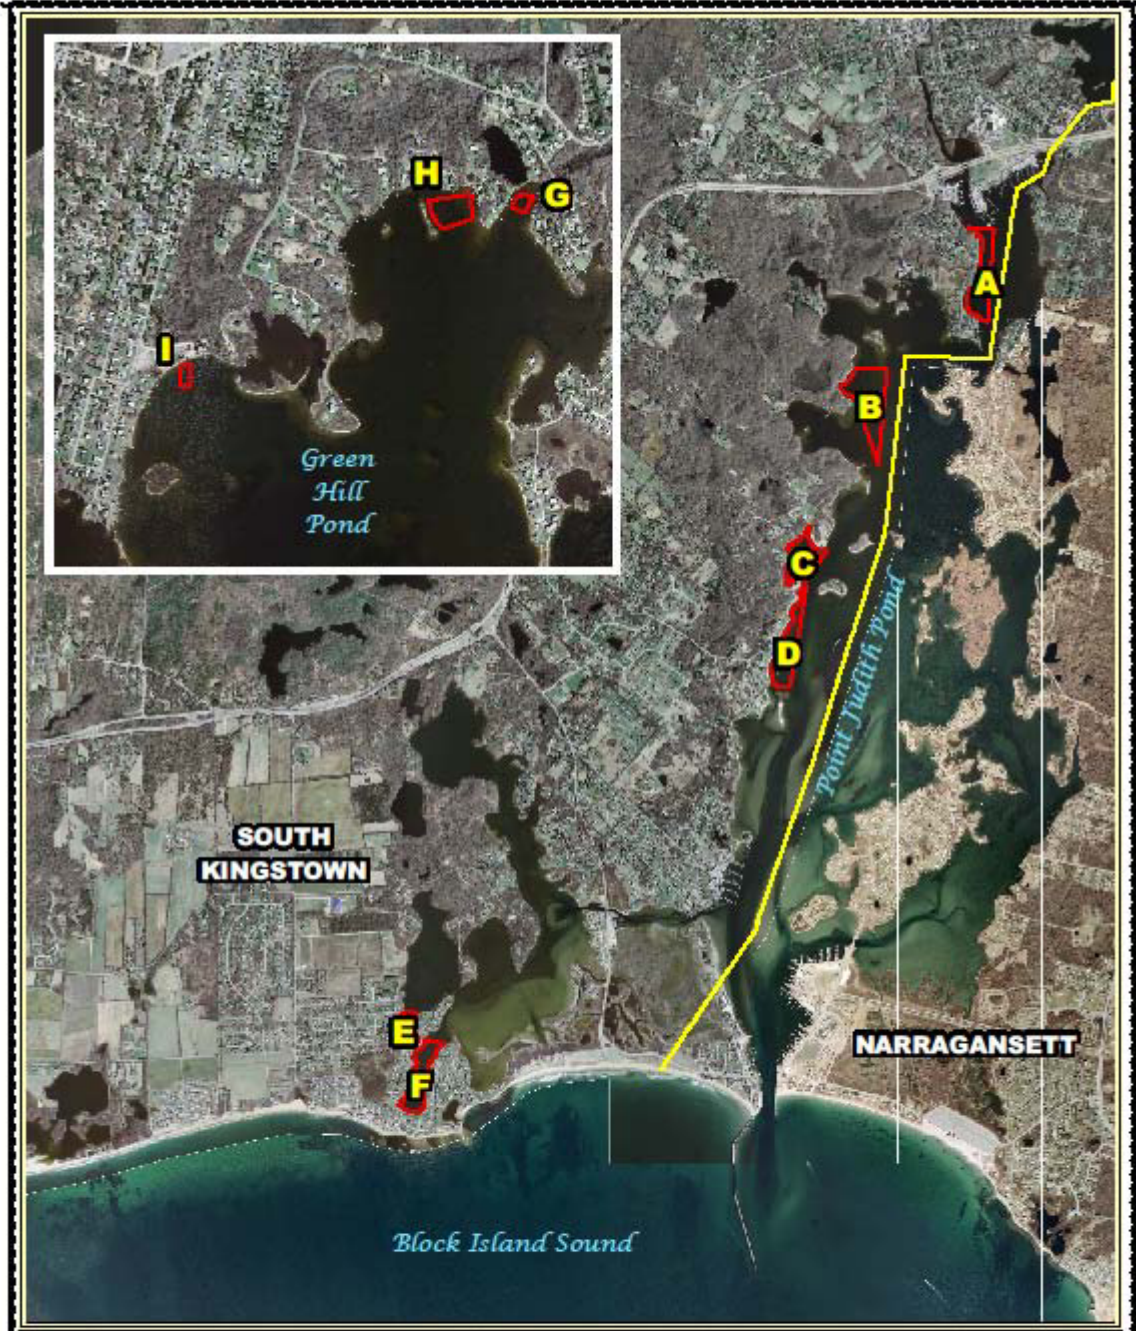 H
G
A
I
B
Green
Hill
Pond
C
D
Point Judith Pond
SOUTH
KINGSTOWN
E
NARRAGANSETT
F
Block Island Sound